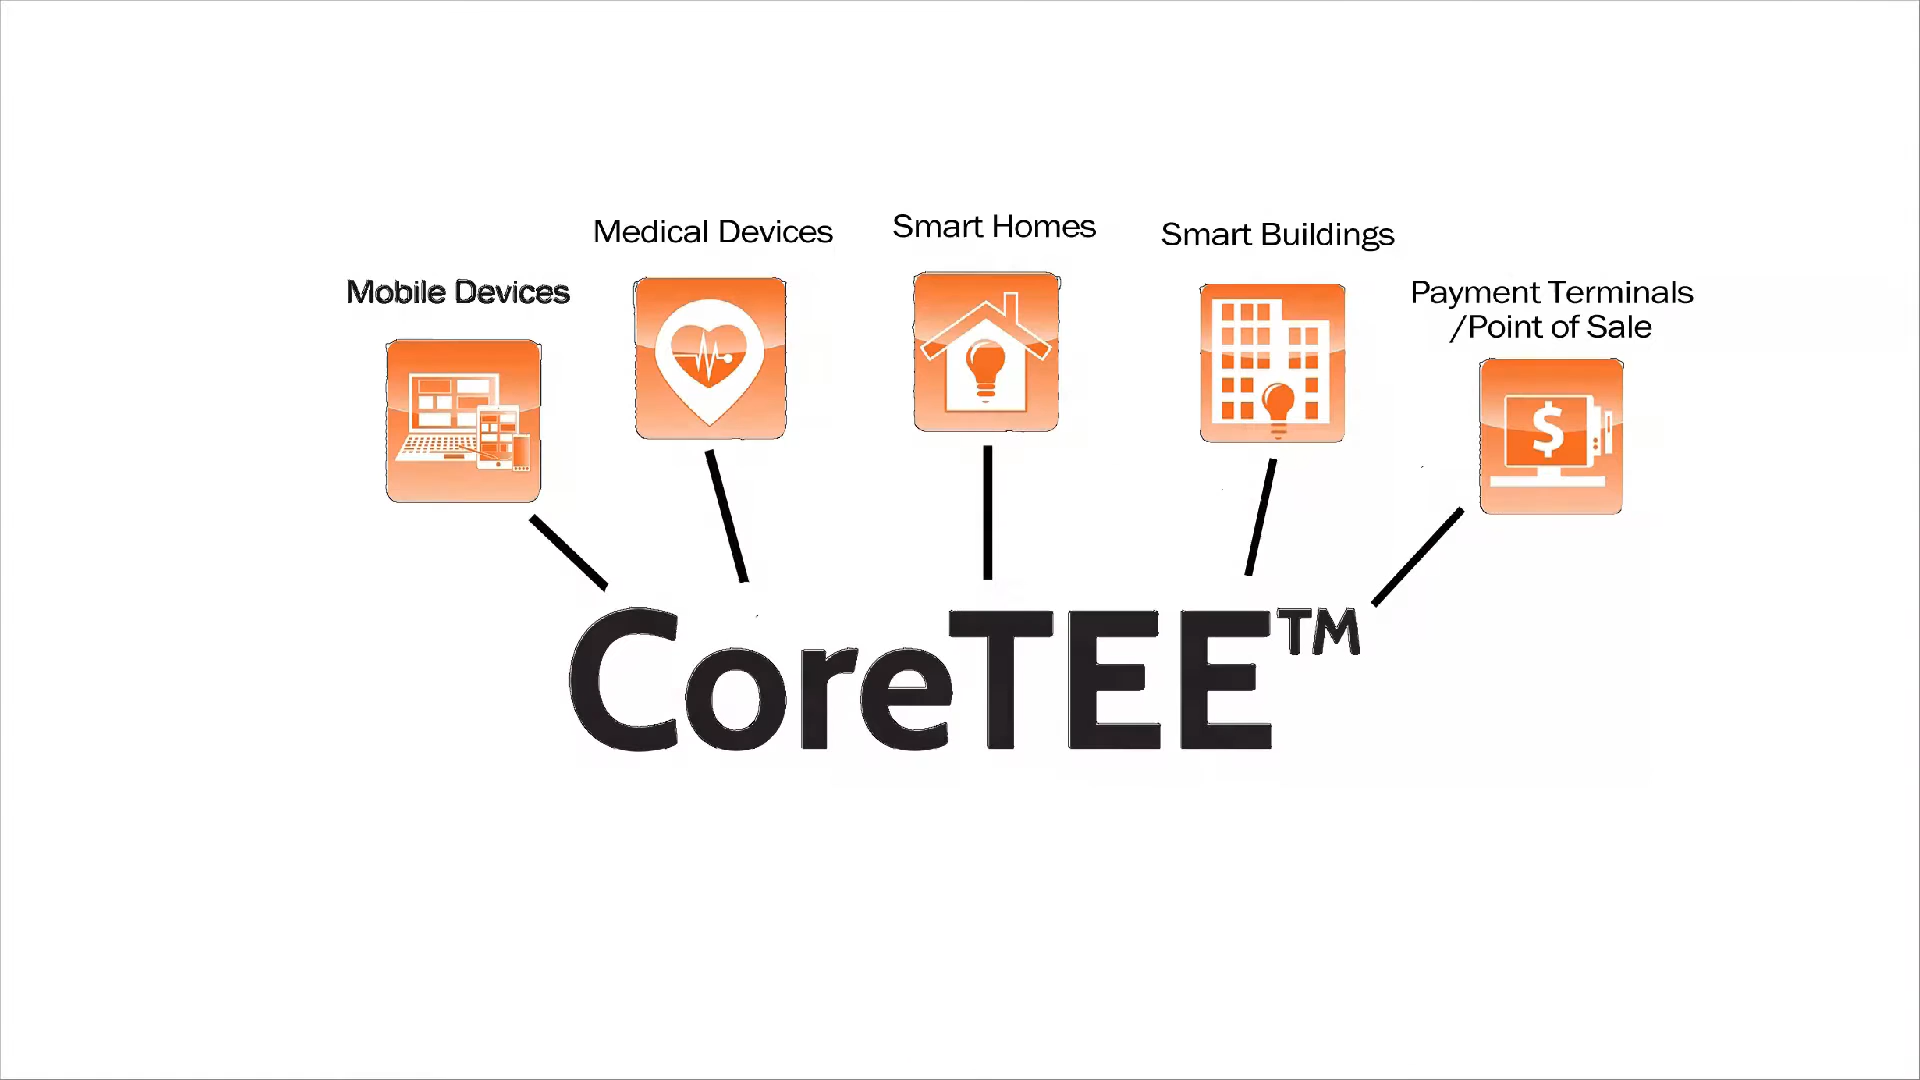 Mobile Devices
Medical Devices
Smart Homes
Smart Buildings
Payment Terminals
/Point of Sale
$
CoreTEE™